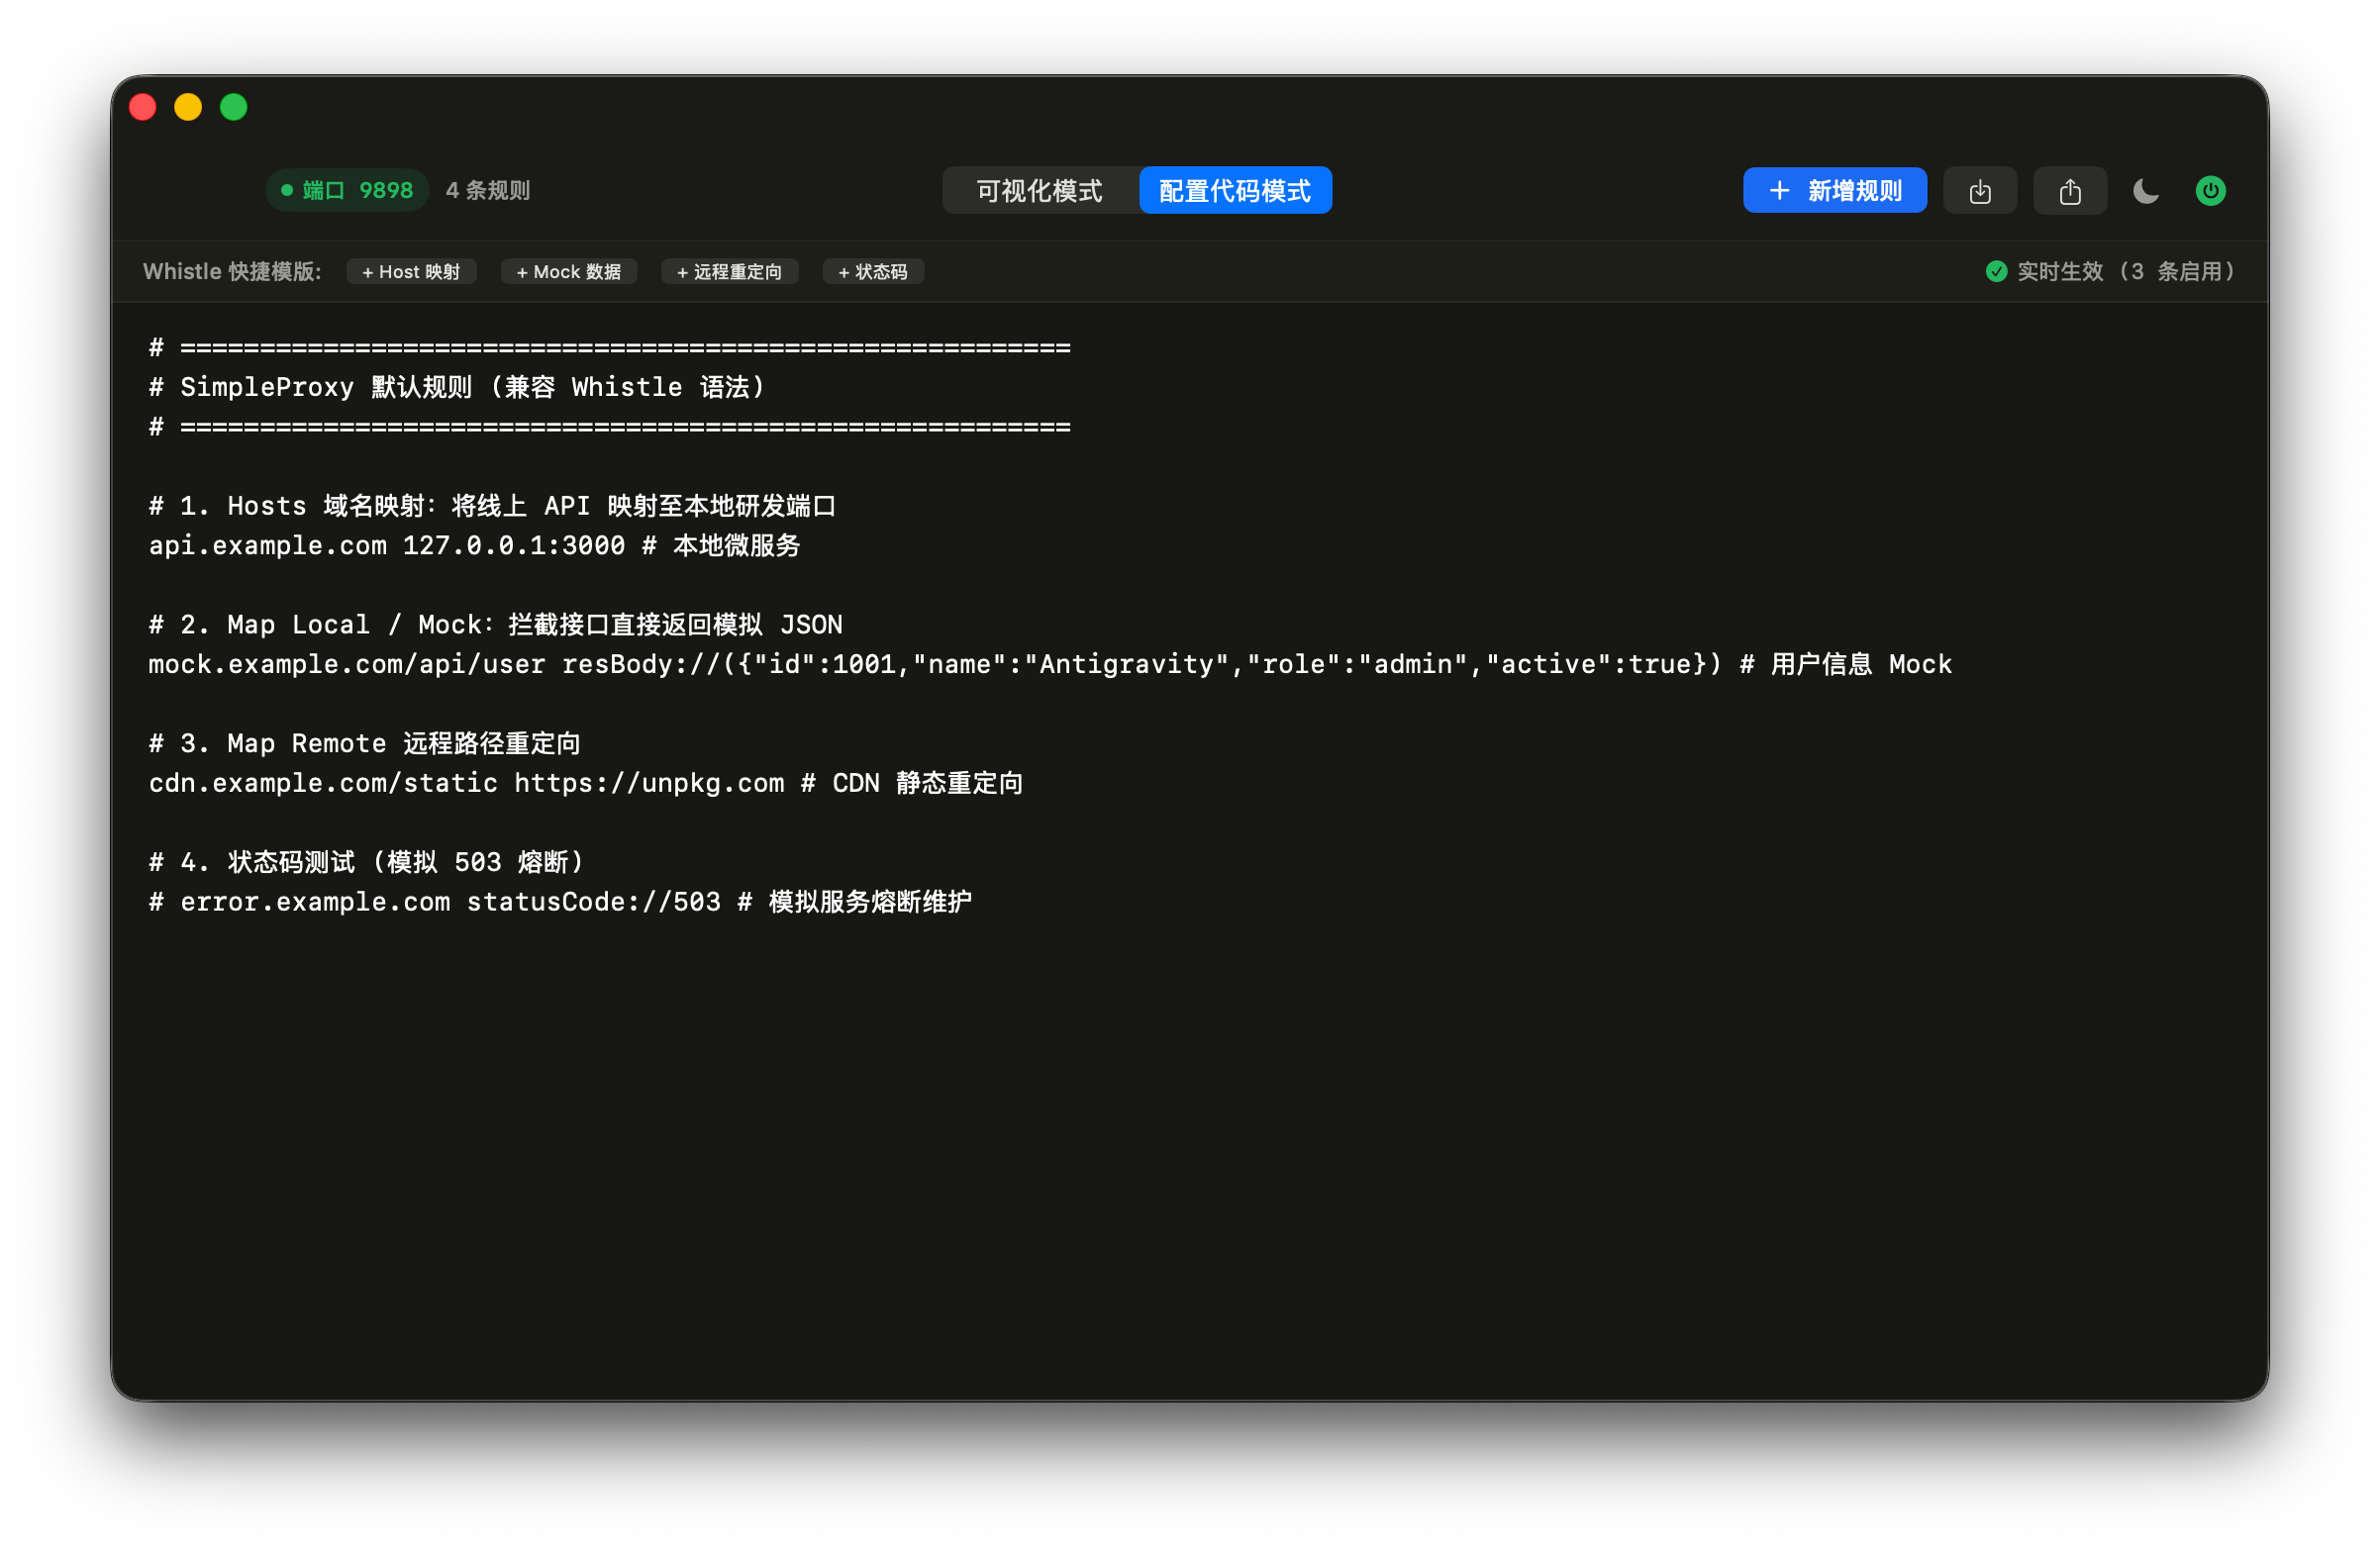 端口 9898 4 条规则 可视化模式 配置代码模式 + 新增规则
Whistle 快捷模版: + Host 映射 + Mock 数据 + 远程重定向 + 状态码 实时生效 (3 条启用)
# ========================================================
# SimpleProxy 默认规则 (兼容 Whistle 语法)
# ========================================================
# 1. Hosts 域名映射: 将线上 API 映射至本地研发端口
api.example.com 127.0.0.1:3000 # 本地微服务
# 2. Map Local / Mock: 拦截接口直接返回模拟 JSON
mock.example.com/api/user resBody://({"id":1001,"name":"Antigravity","role":"admin","active":true}) # 用户信息 Mock
# 3. Map Remote 远程路径重定向
cdn.example.com/static https://unpkg.com # CDN 静态重定向
# 4. 状态码测试 (模拟 503 熔断)
# error.example.com statusCode://503 # 模拟服务熔断维护